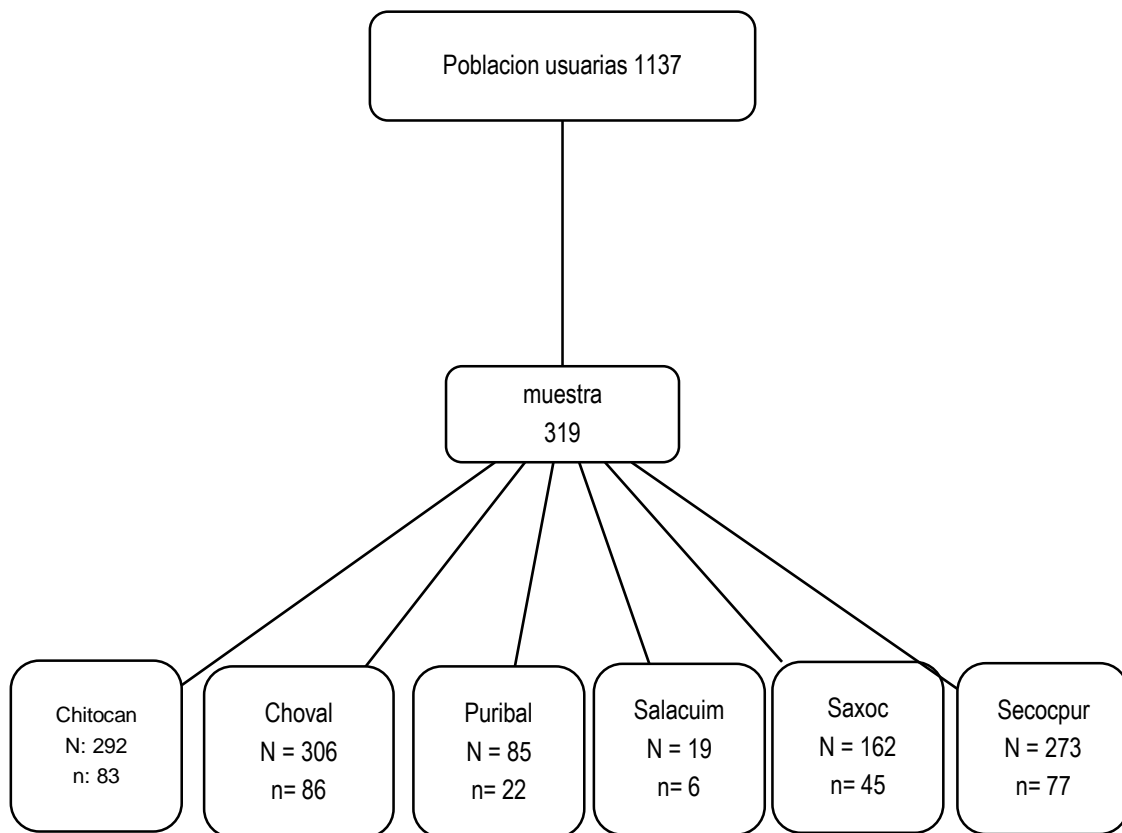 Poblacion usuarias 1137
muestra
319
Chitocan
N: 292
n: 83
Choval
N = 306
n= 86
Puribal
N = 85
n= 22
Salacuim
N = 19
n= 6
Saxoc
N = 162
n= 45
Secocpur
N = 273
n= 77